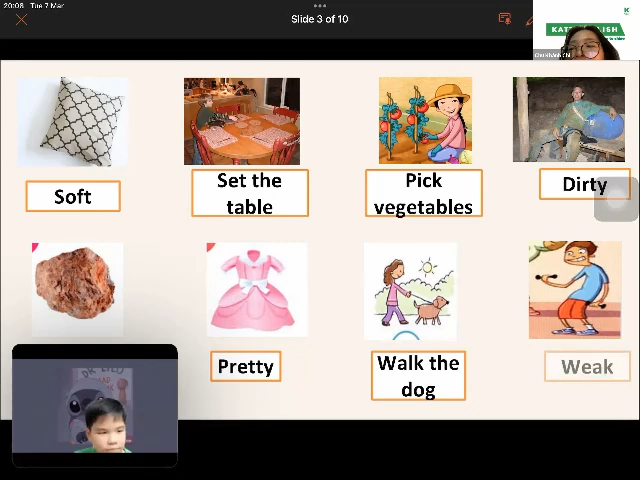 20:08 Tue 7 Mar
Slide 3 of 10
Soft
Set the
table
Pick
vegetables
Dirty
Pretty
Walk the
dog
Weak